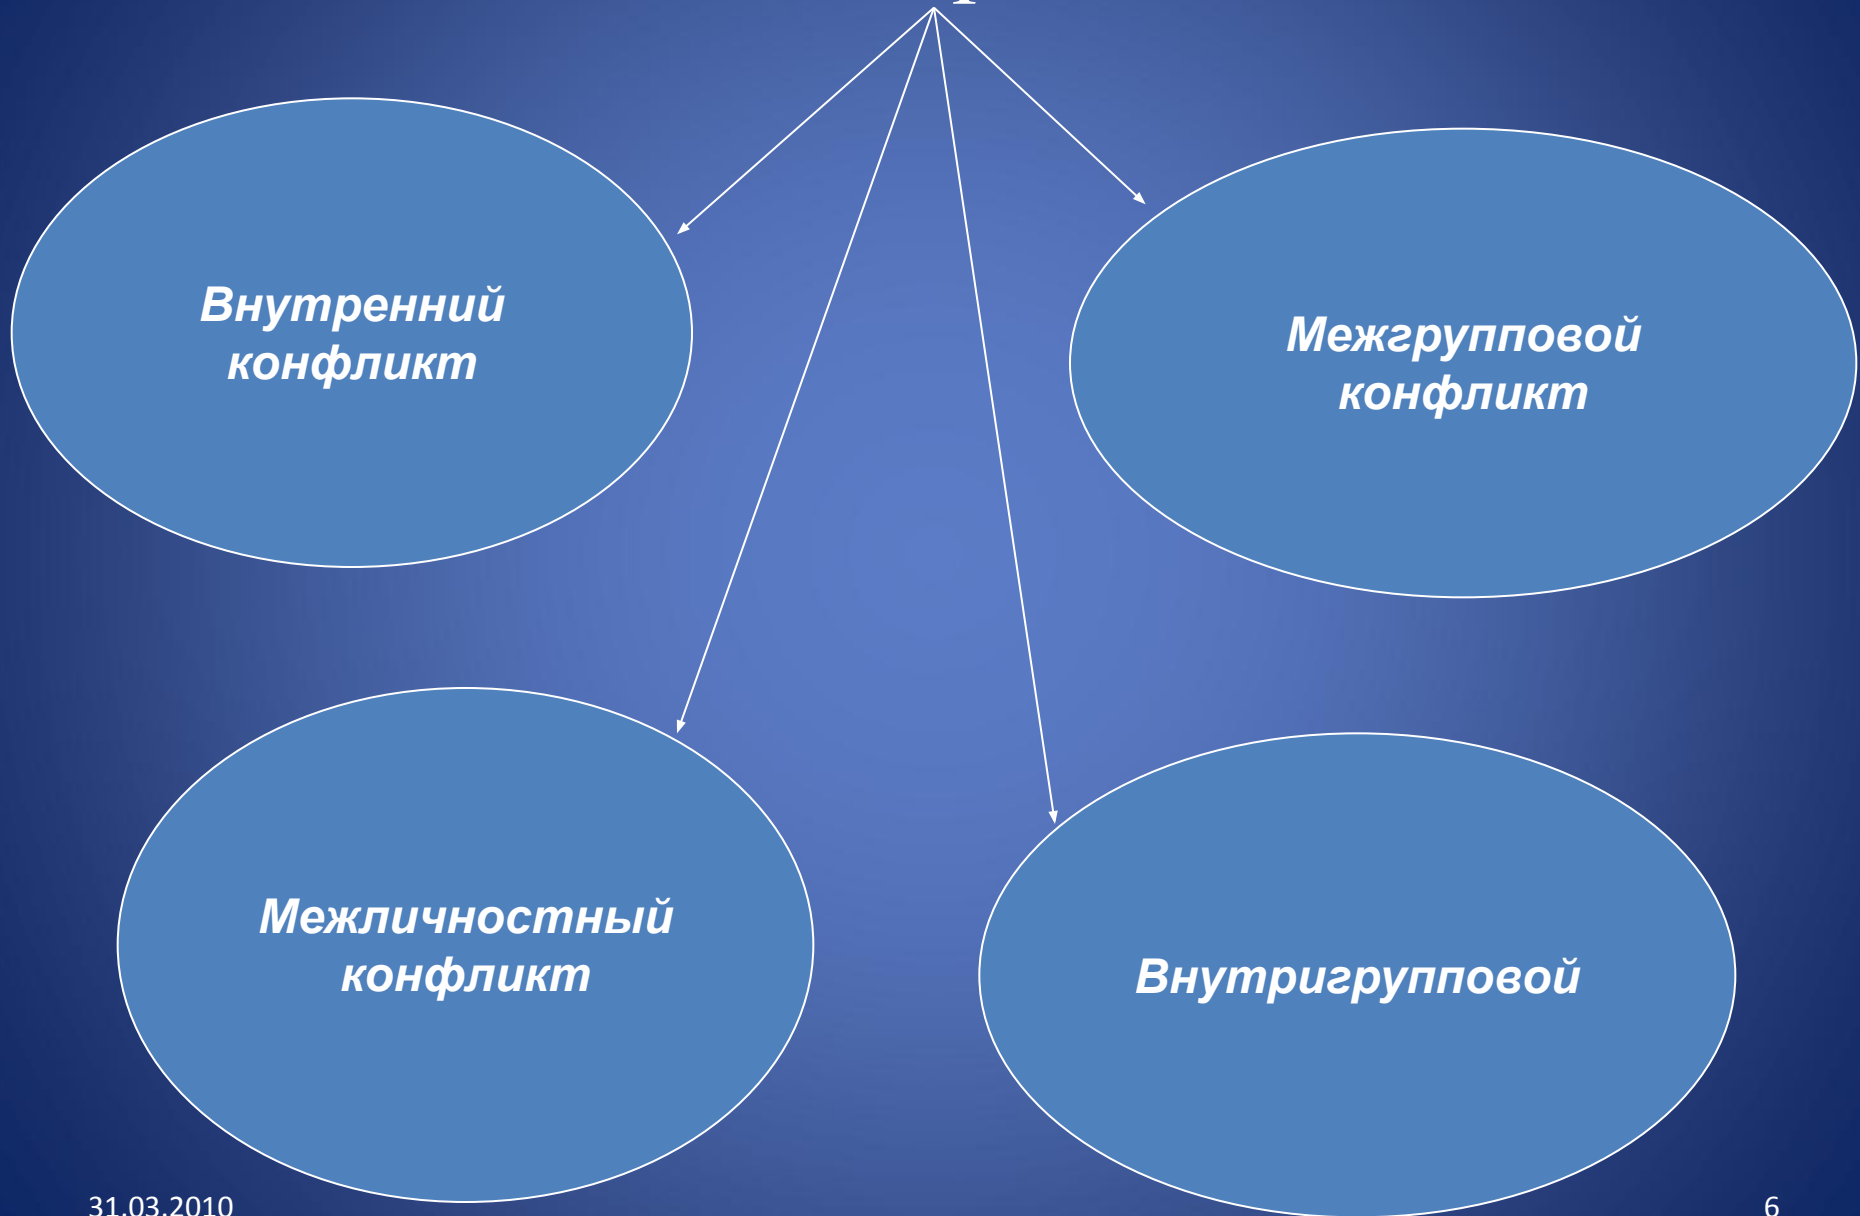 Внутренний
конфликт
Межгрупповой
конфликт
Межличностный
конфликт
Внутригрупповой
31.03.2010
6